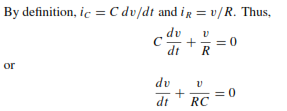 By definition, i_C = C dv/dt and i_R = v/R. Thus,
C dv/dt + v/R = 0
or
dv/dt + v/RC = 0